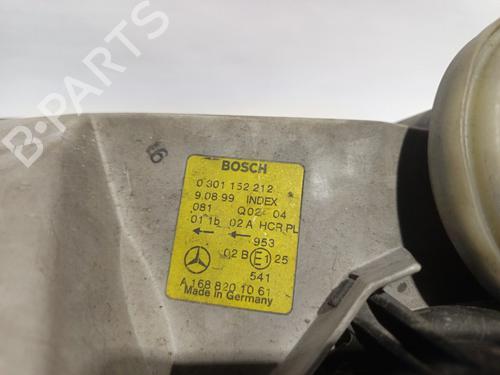 B-PARTS
BOSCH
0 301 152 212
9.08.99 INDEX
081 Q02 04
01 1b 02 A HCR PL
953
02 B E1 25
541
A 168 820 10 61
Made in Germany